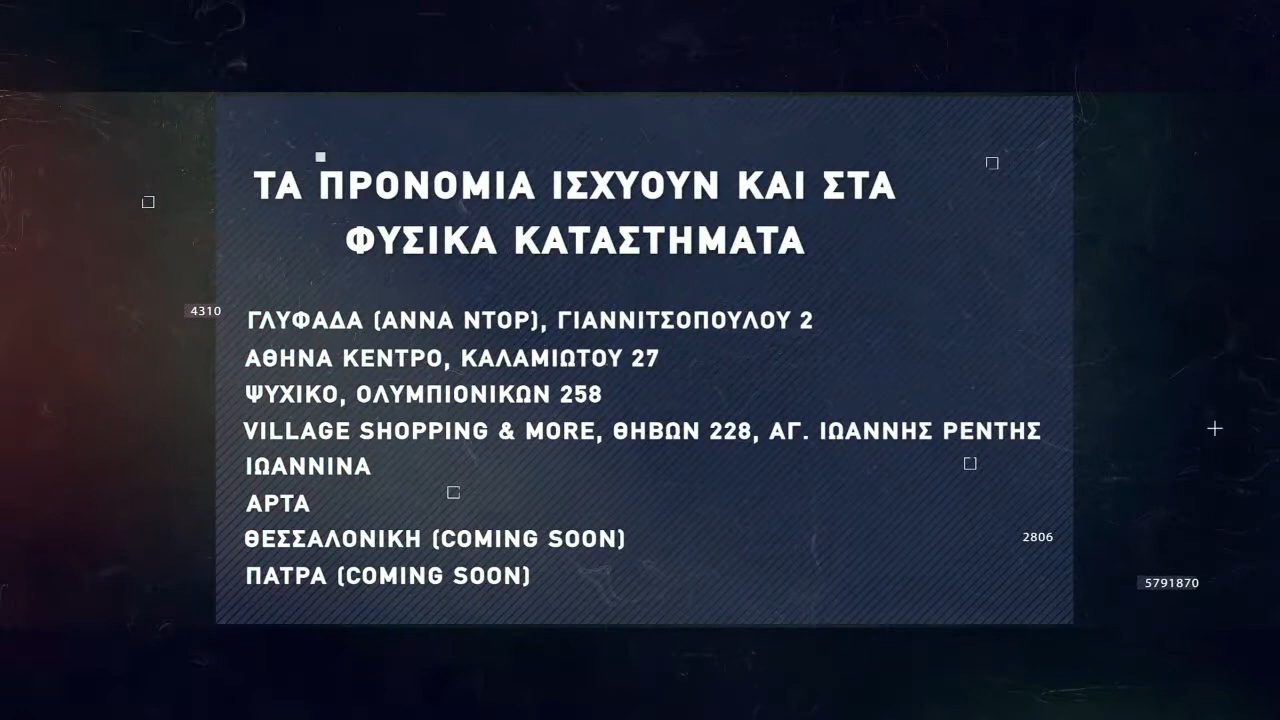 ΤΑ ΠΡΟΝΟΜΙΑ ΙΣΧΥΟΥΝ ΚΑΙ ΣΤΑ
ΦΥΣΙΚΑ ΚΑΤΑΣΤΗΜΑΤΑ
4310
ΓΛΥΦΑΔΑ (ΑΝΝΑ ΝΤΟΡ), ΓΙΑΝΝΙΤΣΟΠΟΥΛΟΥ 2
ΑΘΗΝΑ ΚΕΝΤΡΟ, ΚΑΛΑΜΙΩΤΟΥ 27
ΨΥΧΙΚΟ, ΟΛΥΜΠΙΟΝΙΚΩΝ 258
VILLAGE SHOPPING & MORE, ΘΗΒΩΝ 228, ΑΓ. ΙΩΑΝΝΗΣ ΡΕΝΤΗΣ
ΙΩΑΝΝΙΝΑ
ΑΡΤΑ
ΘΕΣΣΑΛΟΝΙΚΗ (COMING SOON)
2806
ΠΑΤΡΑ (COMING SOON)
5791870